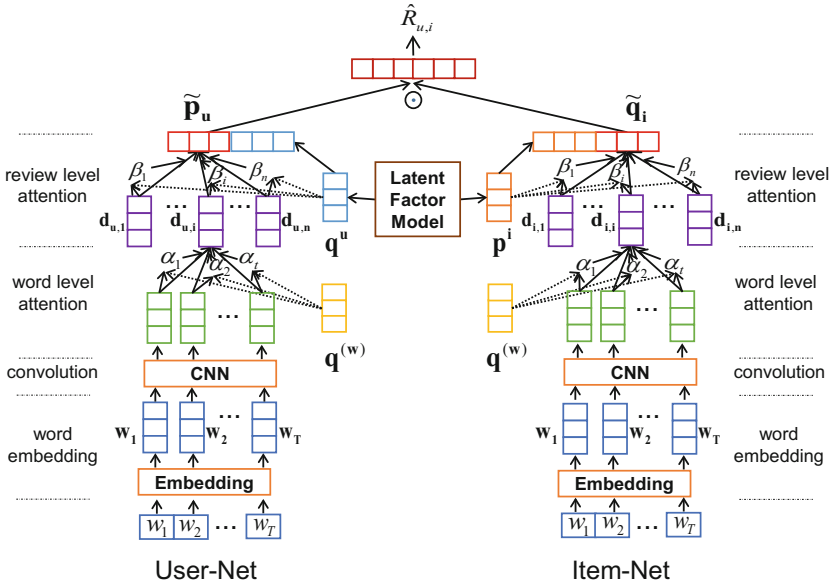 R̂u,i
p̃u
q̃i
review level
attention
β1
βi
βn
β1
βi
βn
review level
attention
Latent
Factor
Model
du,1
du,i
du,n
di,1
di,i
di,n
qu
pi
word level
attention
α1
α2
αt
α1
α2
αt
word level
attention
q(w)
q(w)
convolution
CNN
CNN
convolution
word
embedding
w1
w2
wT
w1
w2
wT
word
embedding
Embedding
Embedding
w1 w2 ... wT
w1 w2 ... wT
User-Net
Item-Net